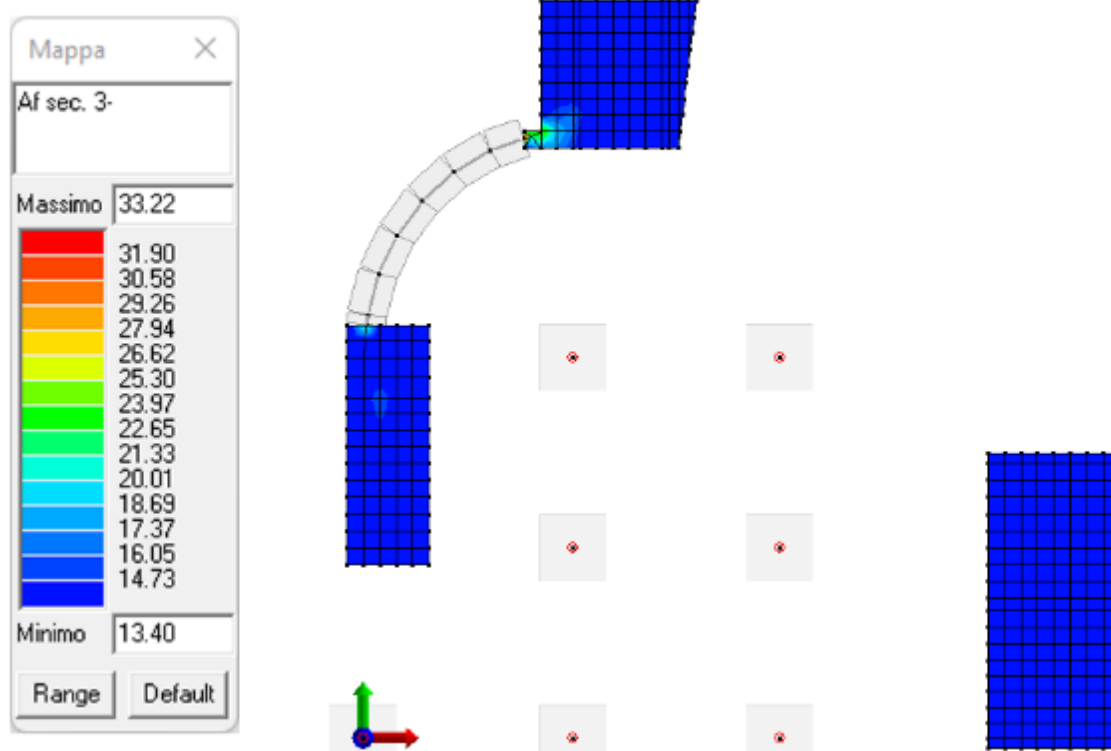 Mappa
Af sec. 3-
Massimo 33.22
31.90
30.58
29.26
27.94
26.62
25.30
23.97
22.65
21.33
20.01
18.69
17.37
16.05
14.73
Minimo 13.40
Range Default